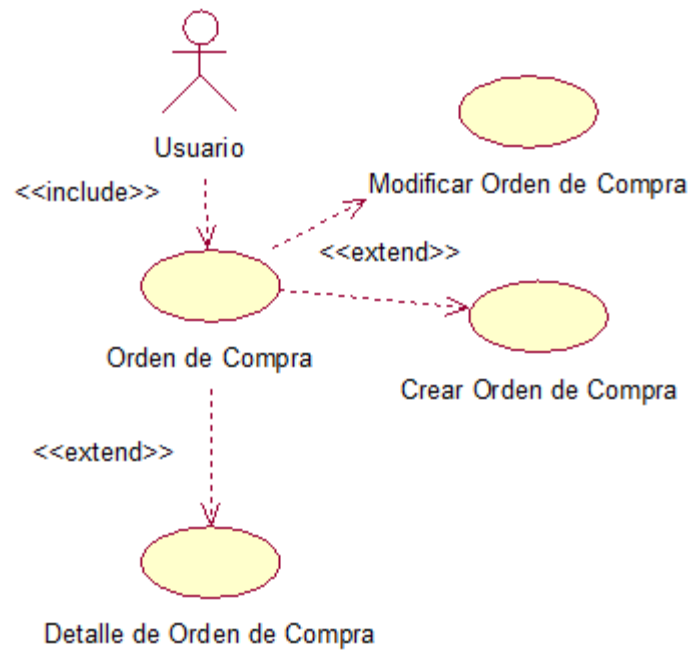 Usuario
<<include>>
Modificar Orden de Compra
<<extend>>
Orden de Compra
Crear Orden de Compra
<<extend>>
Detalle de Orden de Compra